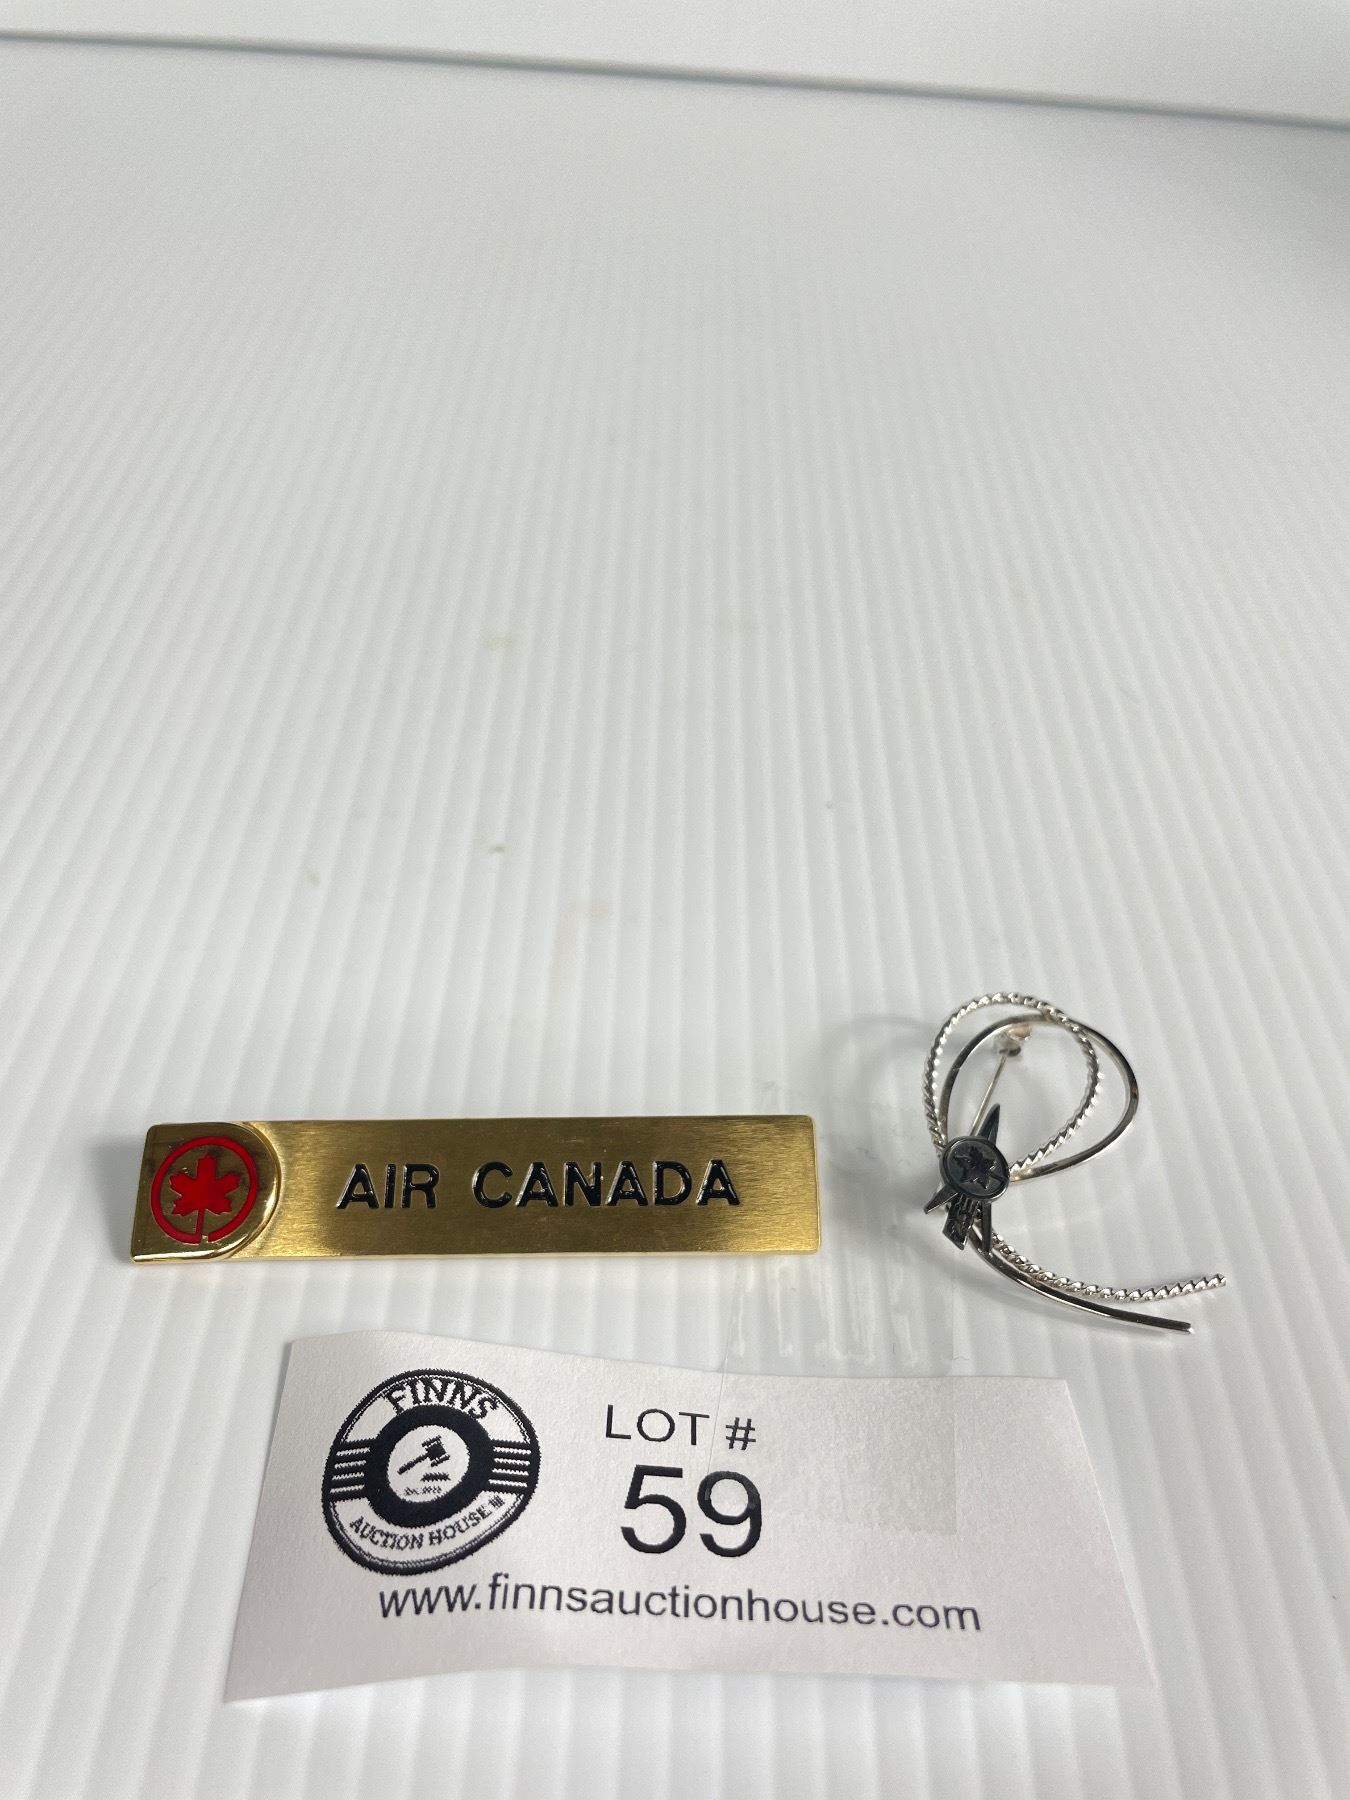 AIR CANADA
FINNS
AUCTION HOUSE
LOT #
59
www.finnsauctionhouse.com